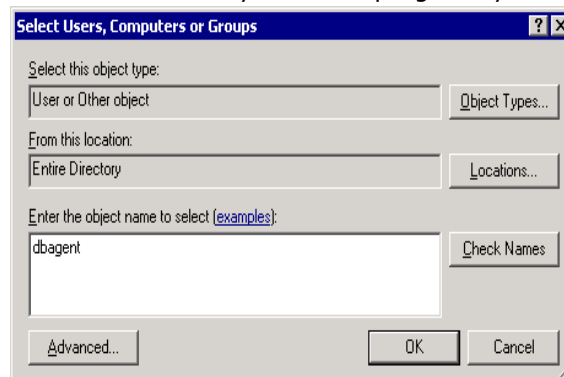 Select Users, Computers or Groups
Select this object type:
User or Other object
Object Types...
From this location:
Entire Directory
Locations...
Enter the object name to select (examples):
dbagent
Check Names
Advanced...
OK
Cancel